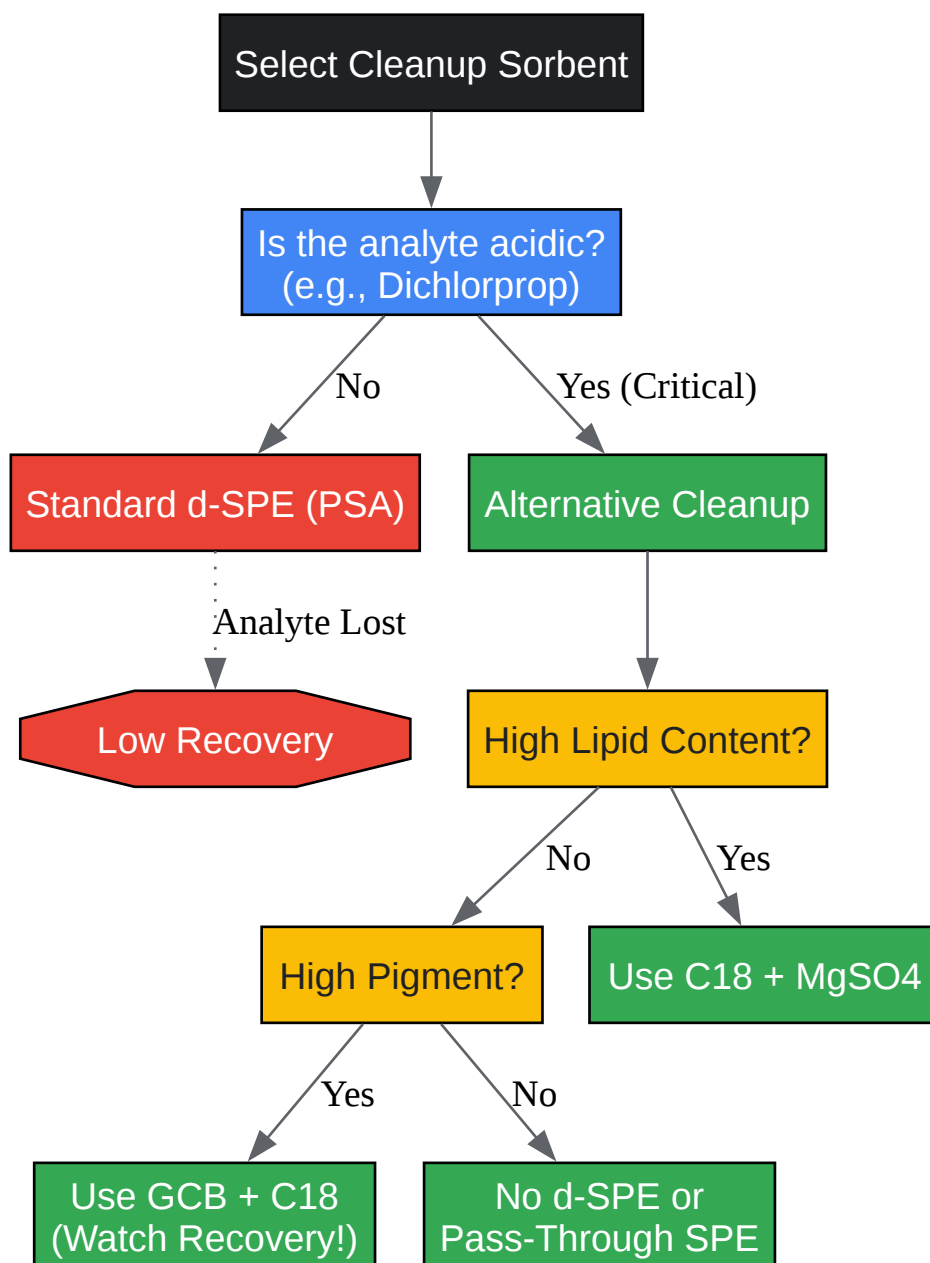 Select Cleanup Sorbent
Is the analyte acidic?
(e.g., Dichlorprop)
No
Yes (Critical)
Standard d-SPE (PSA)
Alternative Cleanup
Analyte Lost
Low Recovery
High Lipid Content?
No
Yes
High Pigment?
Use C18 + MgSO4
Yes
No
Use GCB + C18
(Watch Recovery!)
No d-SPE or
Pass-Through SPE